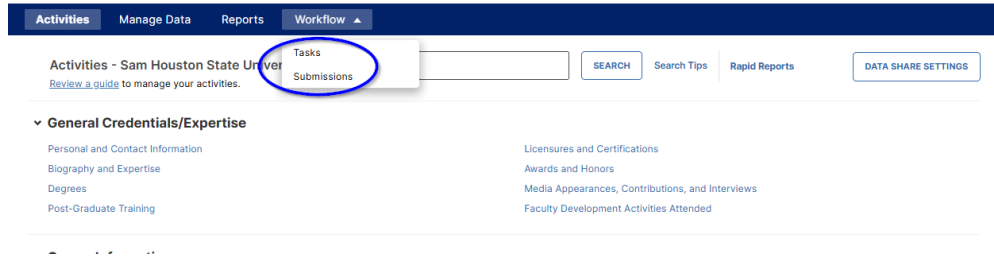 Activities Manage Data Reports Workflow
Tasks
Submissions
Activities - Sam Houston State Univer
Review a guide to manage your activities.
SEARCH Search Tips Rapid Reports DATA SHARE SETTINGS
General Credentials/Expertise
Personal and Contact Information
Biography and Expertise
Degrees
Post-Graduate Training
Licensures and Certifications
Awards and Honors
Media Appearances, Contributions, and Interviews
Faculty Development Activities Attended